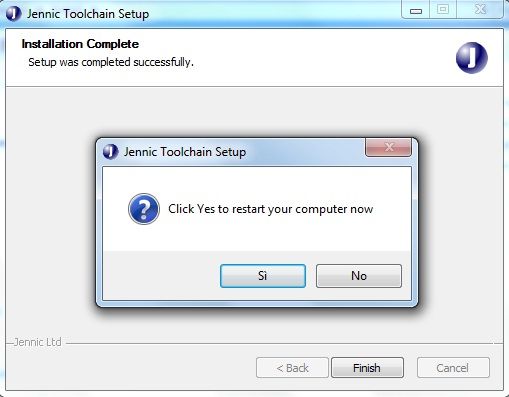 Jennic Toolchain Setup
Installation Complete
Setup was completed successfully.
J
Jennic Toolchain Setup
Click Yes to restart your computer now
Sì
No
Jennic Ltd
< Back
Finish
Cancel